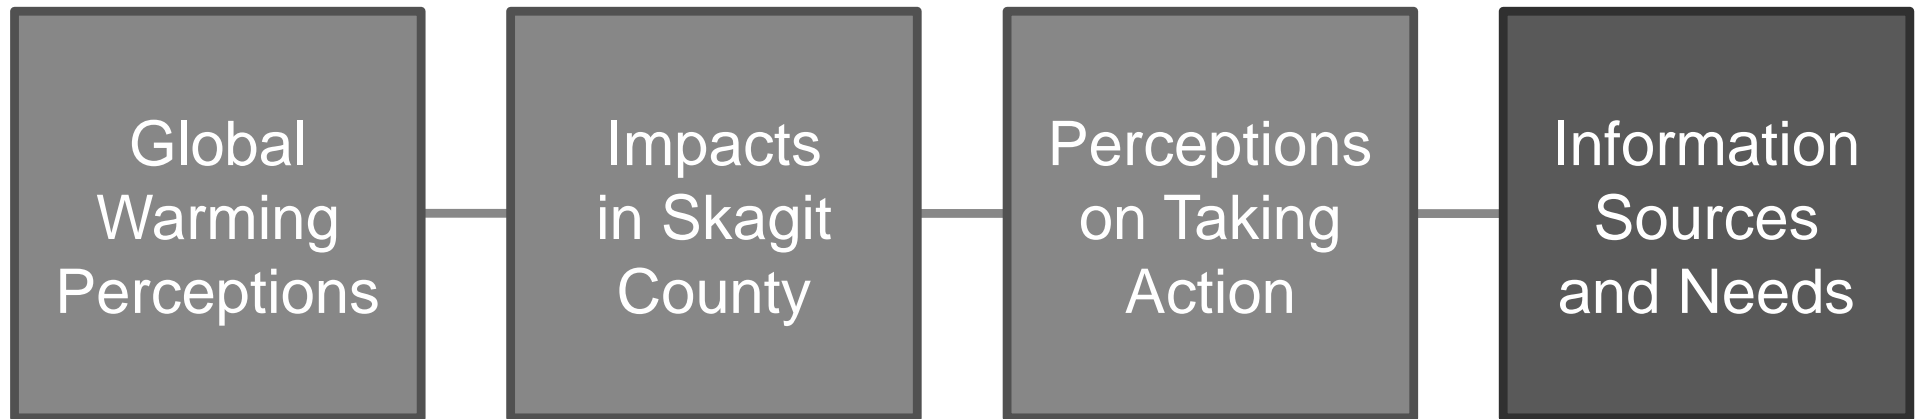 Global
Warming
Perceptions
Impacts
in Skagit
County
Perceptions
on Taking
Action
Information
Sources
and Needs